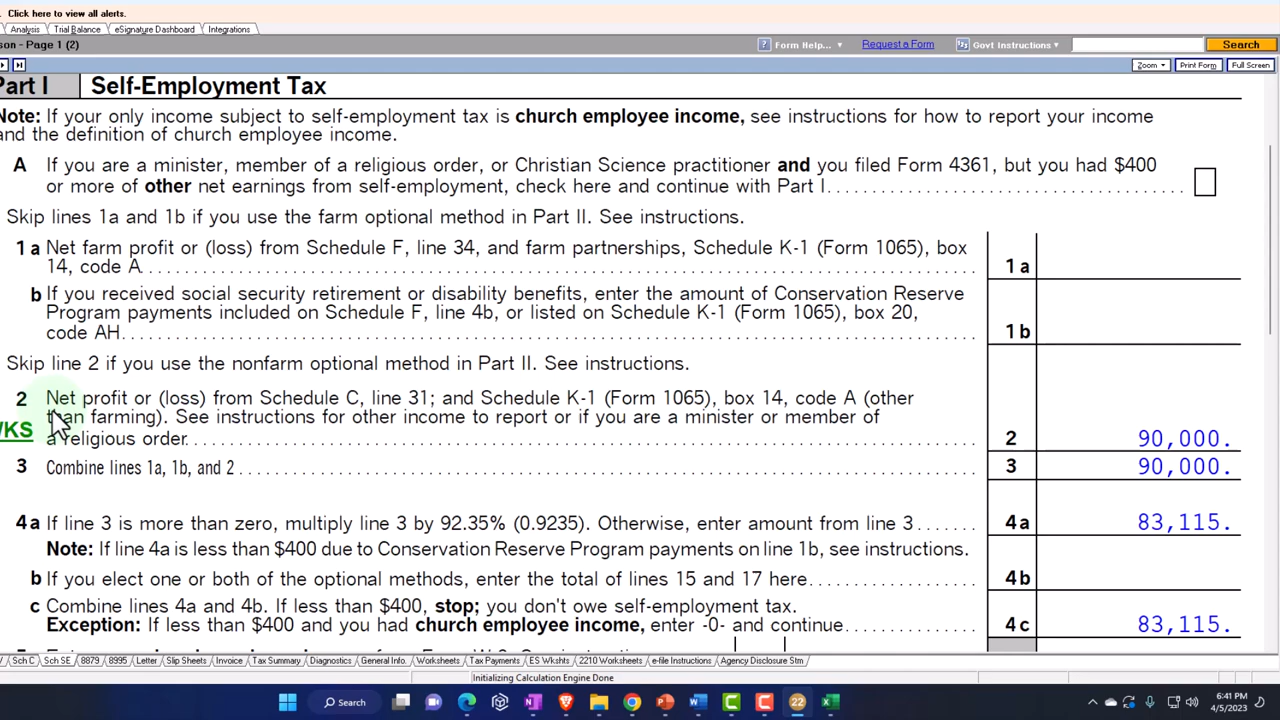 Click here to view all alerts.
Analysis Trial Balance eSignature Dashboard Integrations
son - Page 1 (2) Form Help... Request a Form Govt Instructions Search
Zoom Print Form Full Screen
Part I Self-Employment Tax
Note: If your only income subject to self-employment tax is church employee income, see instructions for how to report your income
and the definition of church employee income.
A If you are a minister, member of a religious order, or Christian Science practitioner and you filed Form 4361, but you had $400
or more of other net earnings from self-employment, check here and continue with Part I
Skip lines 1a and 1b if you use the farm optional method in Part II. See instructions.
1a Net farm profit or (loss) from Schedule F, line 34, and farm partnerships, Schedule K-1 (Form 1065), box
14, code A 1a
b If you received social security retirement or disability benefits, enter the amount of Conservation Reserve
Program payments included on Schedule F, line 4b, or listed on Schedule K-1 (Form 1065), box 20,
code AH 1b
Skip line 2 if you use the nonfarm optional method in Part II. See instructions.
2 Net profit or (loss) from Schedule C, line 31; and Schedule K-1 (Form 1065), box 14, code A (other
than farming). See instructions for other income to report or if you are a minister or member of
WKS a religious order 2 90,000.
3 Combine lines 1a, 1b, and 2 3 90,000.
4a If line 3 is more than zero, multiply line 3 by 92.35% (0.9235). Otherwise, enter amount from line 3 4a 83,115.
Note: If line 4a is less than $400 due to Conservation Reserve Program payments on line 1b, see instructions.
b If you elect one or both of the optional methods, enter the total of lines 15 and 17 here 4b
c Combine lines 4a and 4b. If less than $400, stop; you don't owe self-employment tax.
Exception: If less than $400 and you had church employee income, enter -0- and continue 4c 83,115.
Sch C Sch SE 8879 8995 Letter Slip Sheets Invoice Tax Summary Diagnostics General Info. Worksheets Tax Payments ES Wkshts 2210 Worksheets e-file Instructions Agency Disclosure Stm
Initializing Calculation Engine Done
Search 22 6:41 PM
4/5/2023